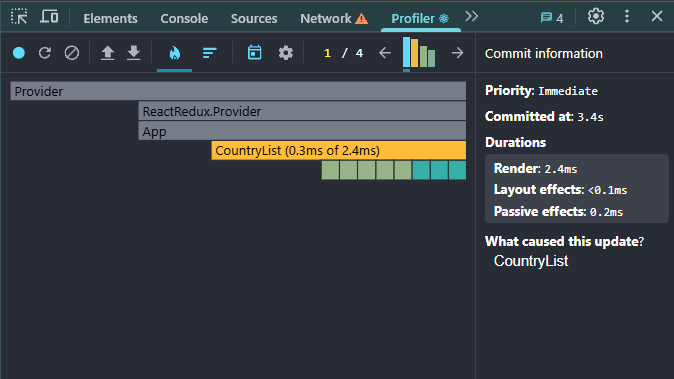 Elements Console Sources Network Profiler 4
1 / 4
Commit information
Provider
ReactRedux.Provider
App
CountryList (0.3ms of 2.4ms)
Priority: Immediate
Committed at: 3.4s
Durations
Render: 2.4ms
Layout effects: <0.1ms
Passive effects: 0.2ms
What caused this update?
CountryList